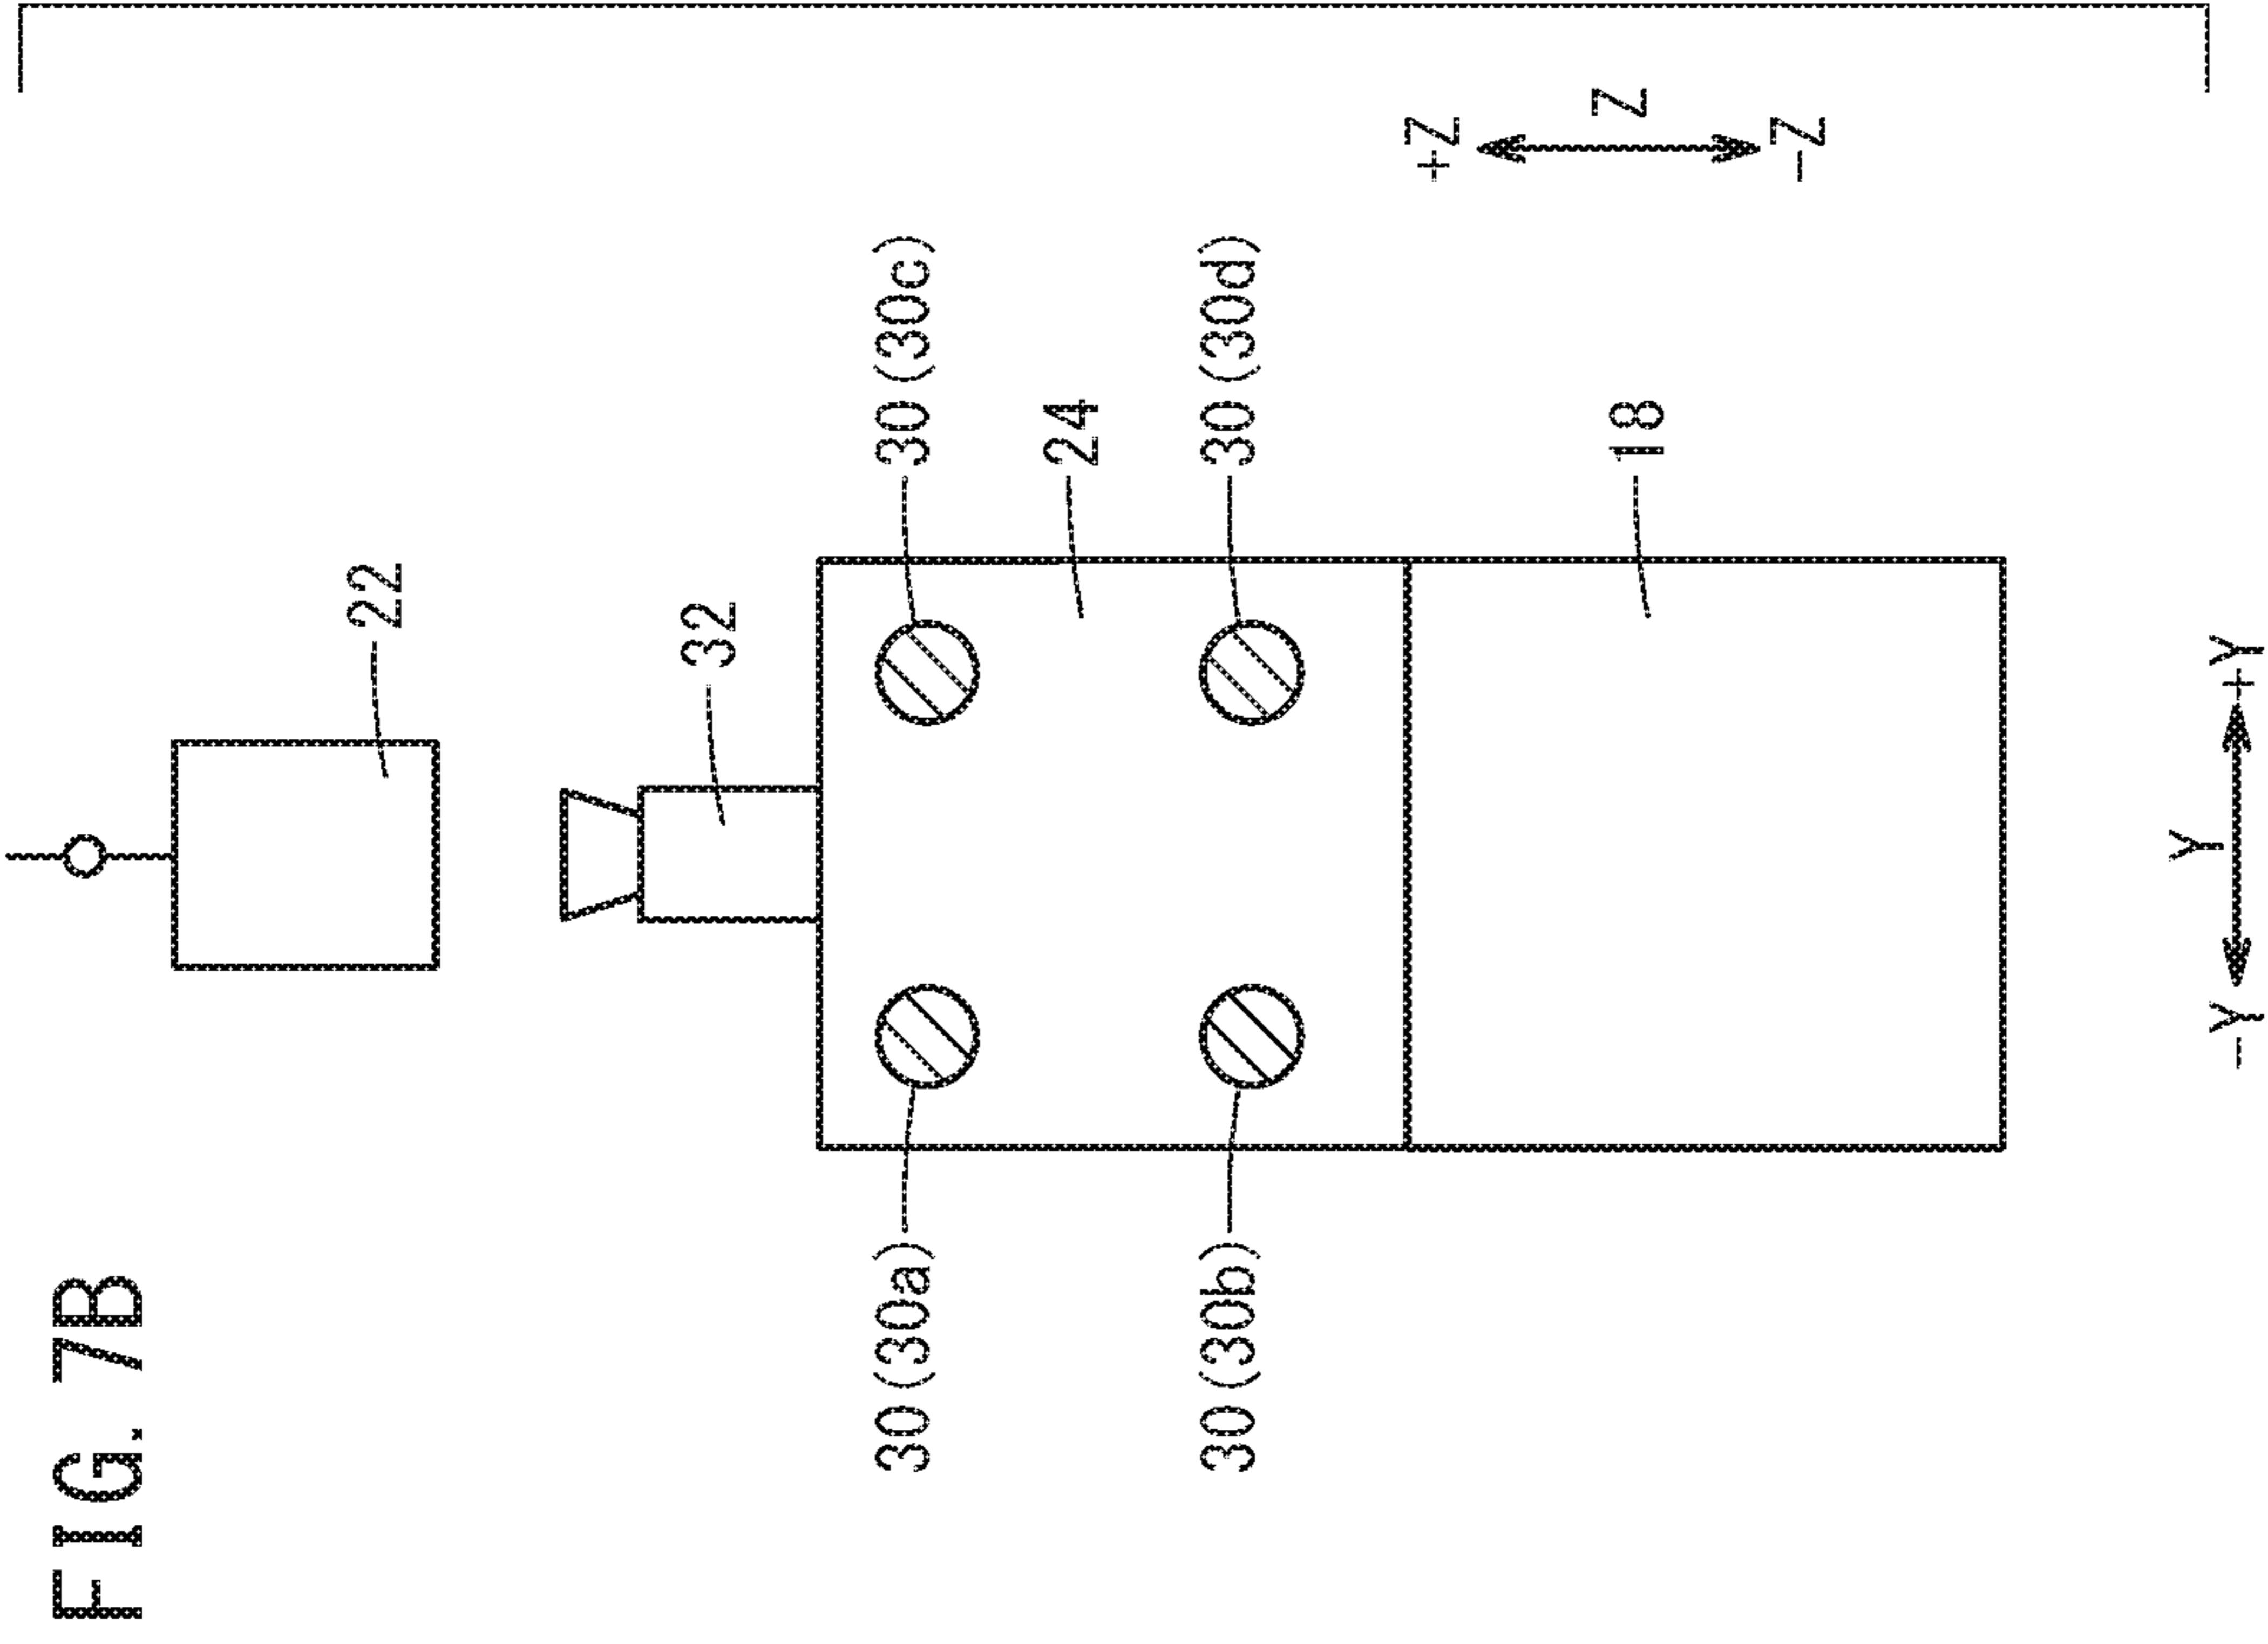 FIG. 7B
22
32
30(30a)
30(30c)
24
30(30b)
30(30d)
+Z
Z
18
−Z
Y
−Y
+Y